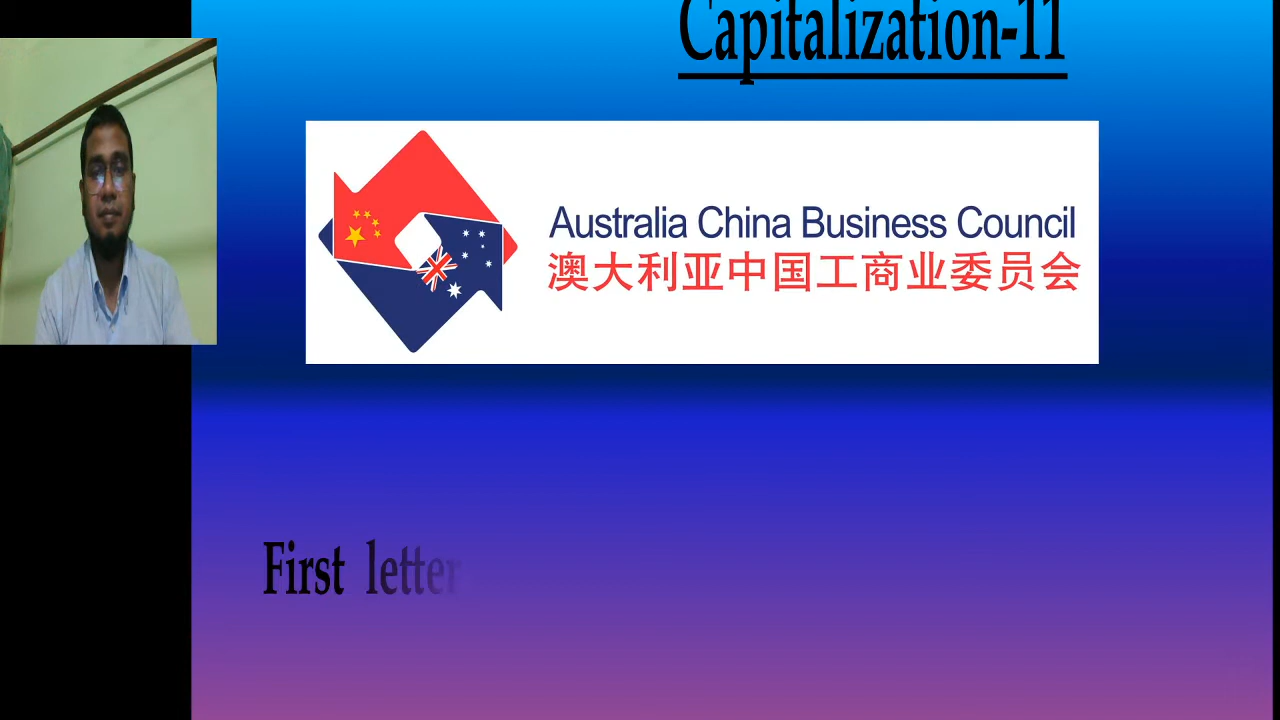 Capitalization-11
Australia China Business Council
澳大利亚中国工商业委员会
First letter